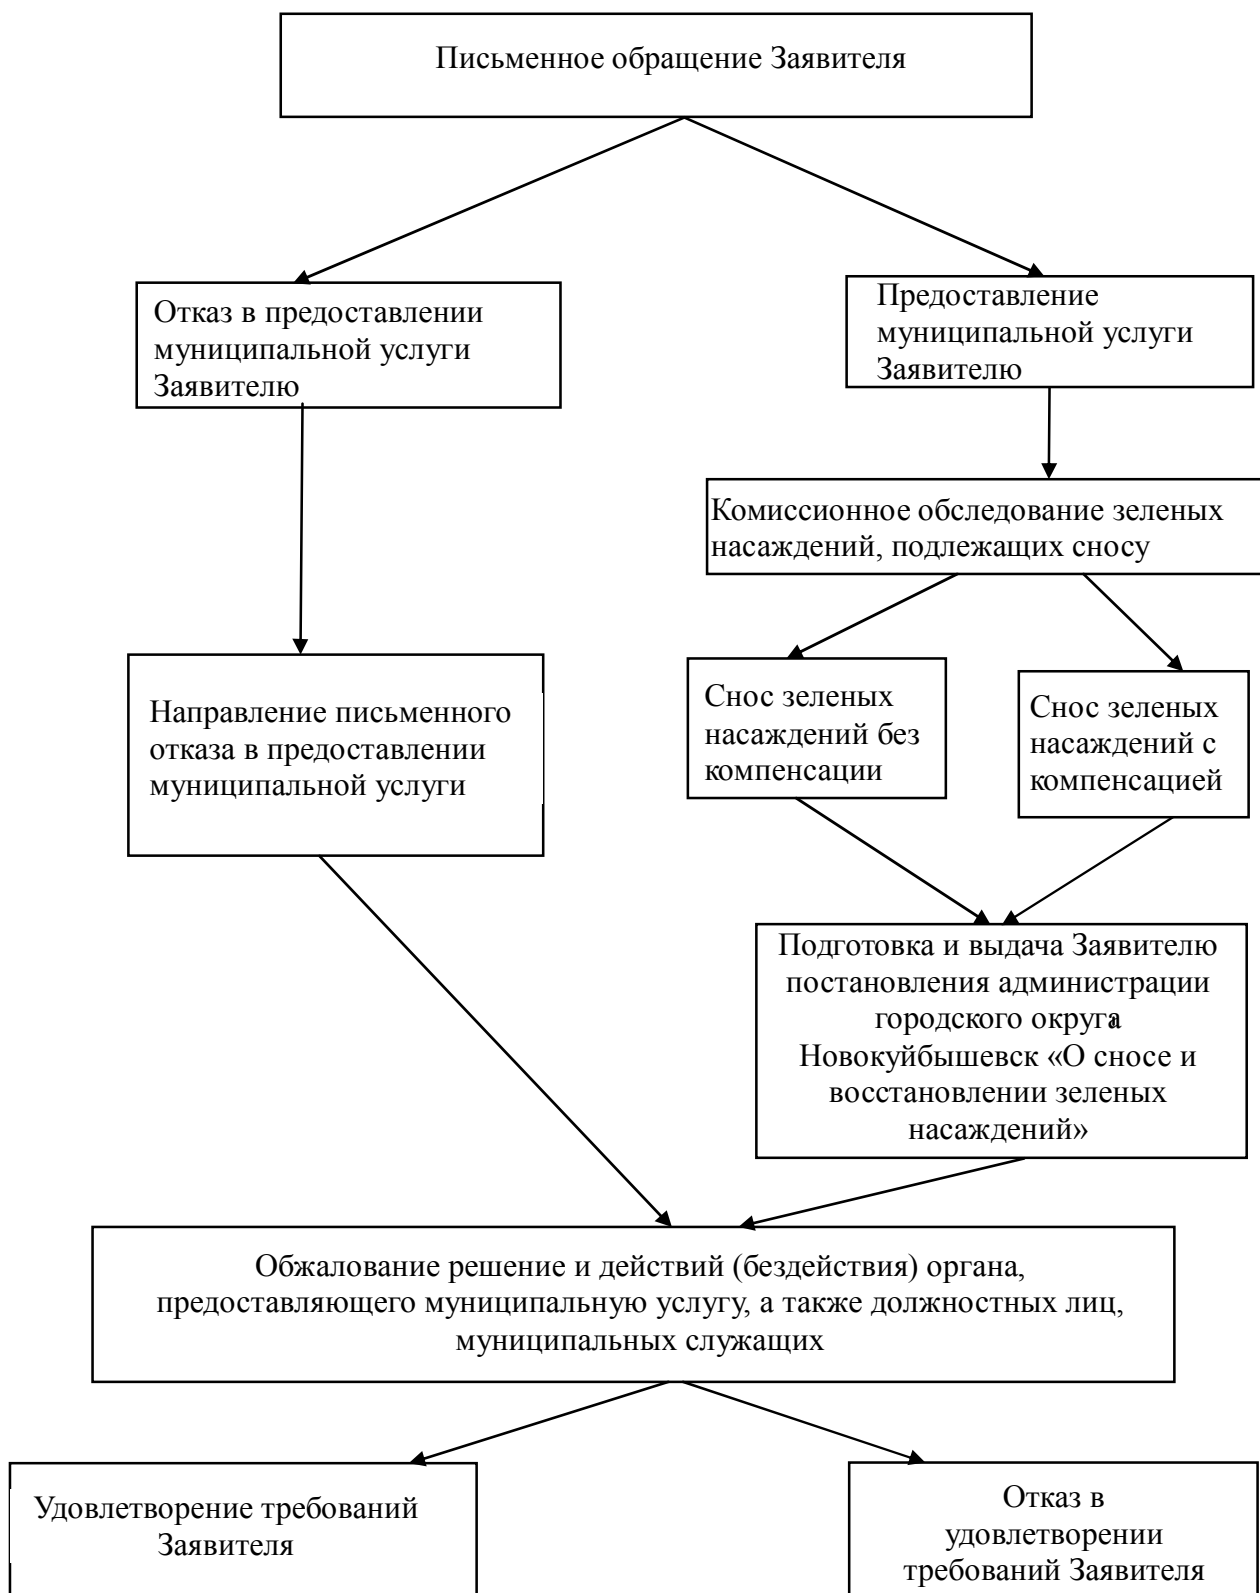 Письменное обращение Заявителя
Отказ в предоставлении
муниципальной услуги
Заявителю
Предоставление
муниципальной услуги
Заявителю
Комиссионное обследование зеленых
насаждений, подлежащих сносу
Направление письменного
отказа в предоставлении
муниципальной услуги
Снос зеленых
насаждений без
компенсации
Снос зеленых
насаждений с
компенсацией
Подготовка и выдача Заявителю
постановления администрации
городского округа
Новокуйбышевск «О сносе и
восстановлении зеленых
насаждений»
Обжалование решение и действий (бездействия) органа,
предоставляющего муниципальную услугу, а также должностных лиц,
муниципальных служащих
Удовлетворение требований
Заявителя
Отказ в
удовлетворении
требований Заявителя